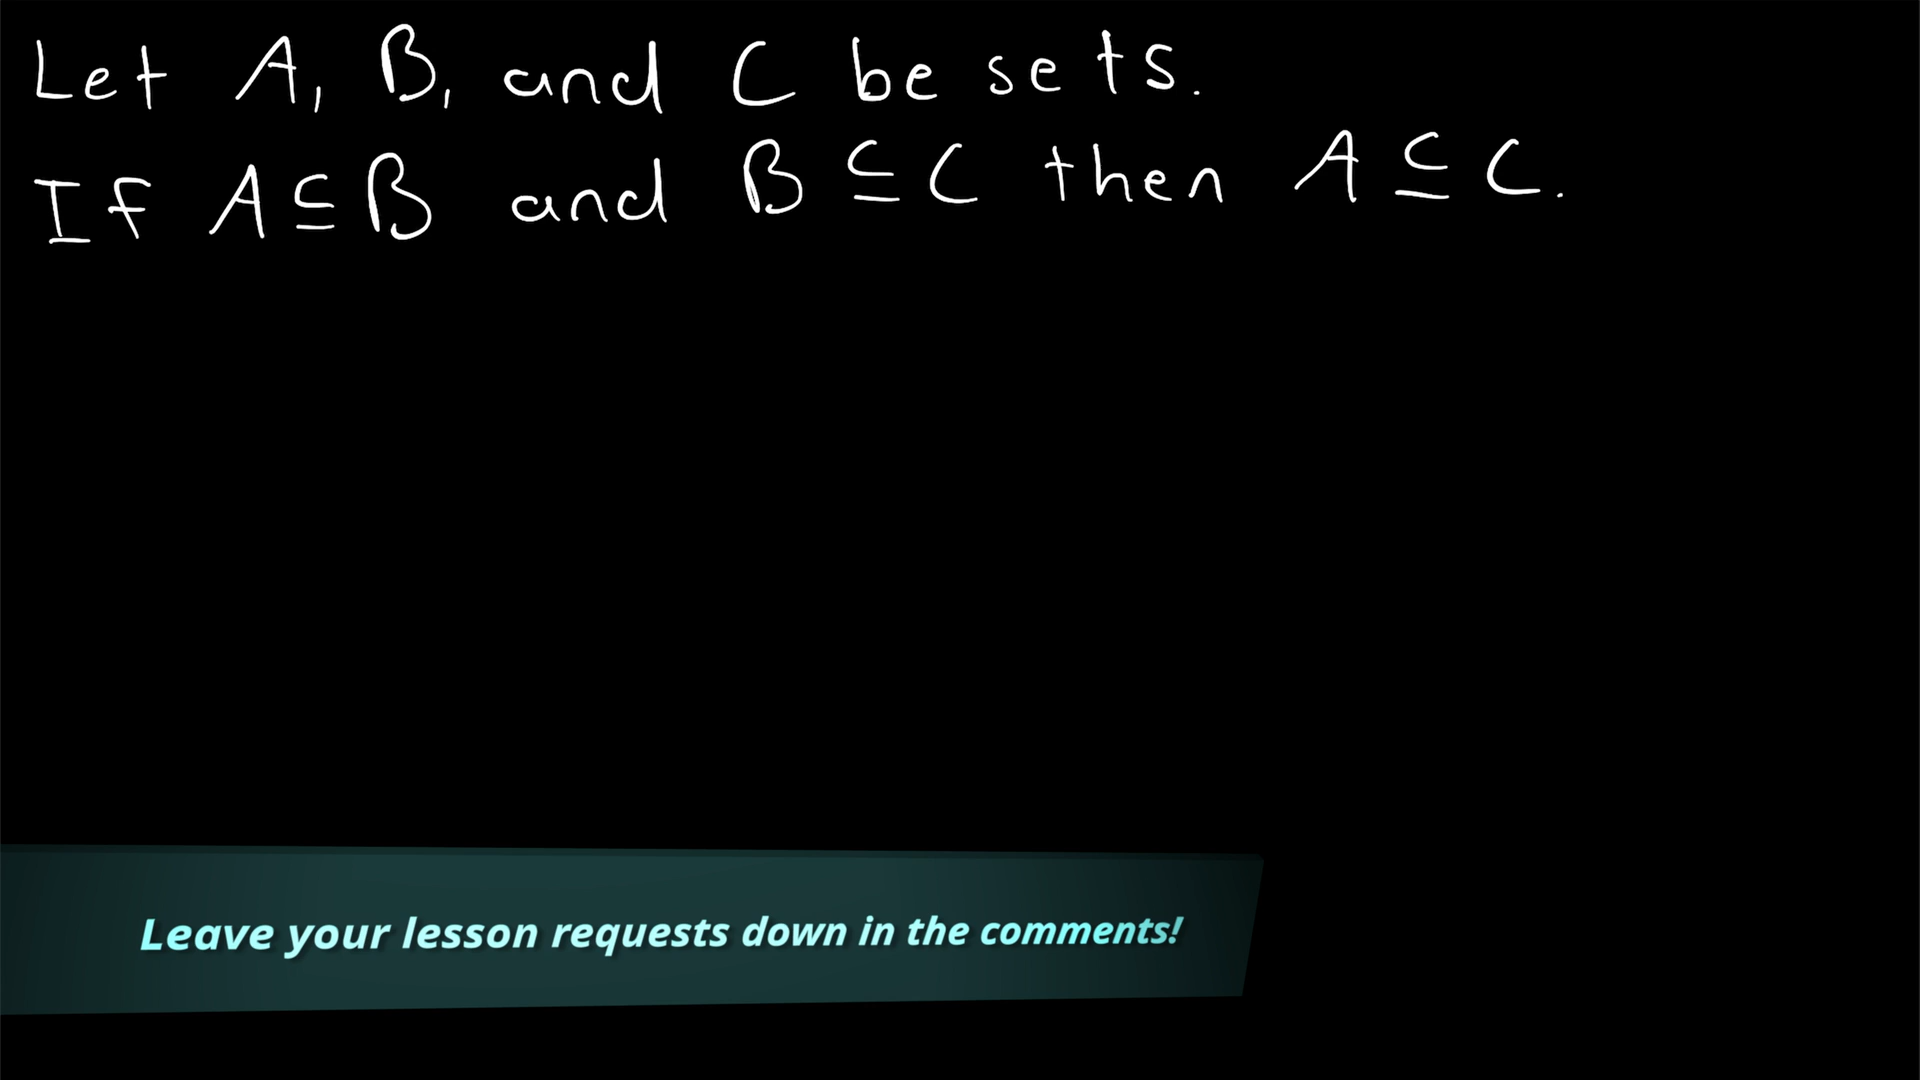 Let A, B, and C be sets.
If A ⊆ B and B ⊆ C then A ⊆ C.
Leave your lesson requests down in the comments!